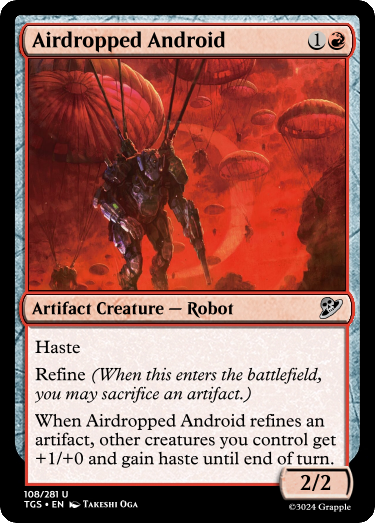 Airdropped Android 1
Artifact Creature — Robot
Haste
Refine (When this enters the battlefield,
you may sacrifice an artifact.)
When Airdropped Android refines an
artifact, other creatures you control get
+1/+0 and gain haste until end of turn.
2/2
108/281 U
TGS • EN Takeshi Oga
©3024 Grapple